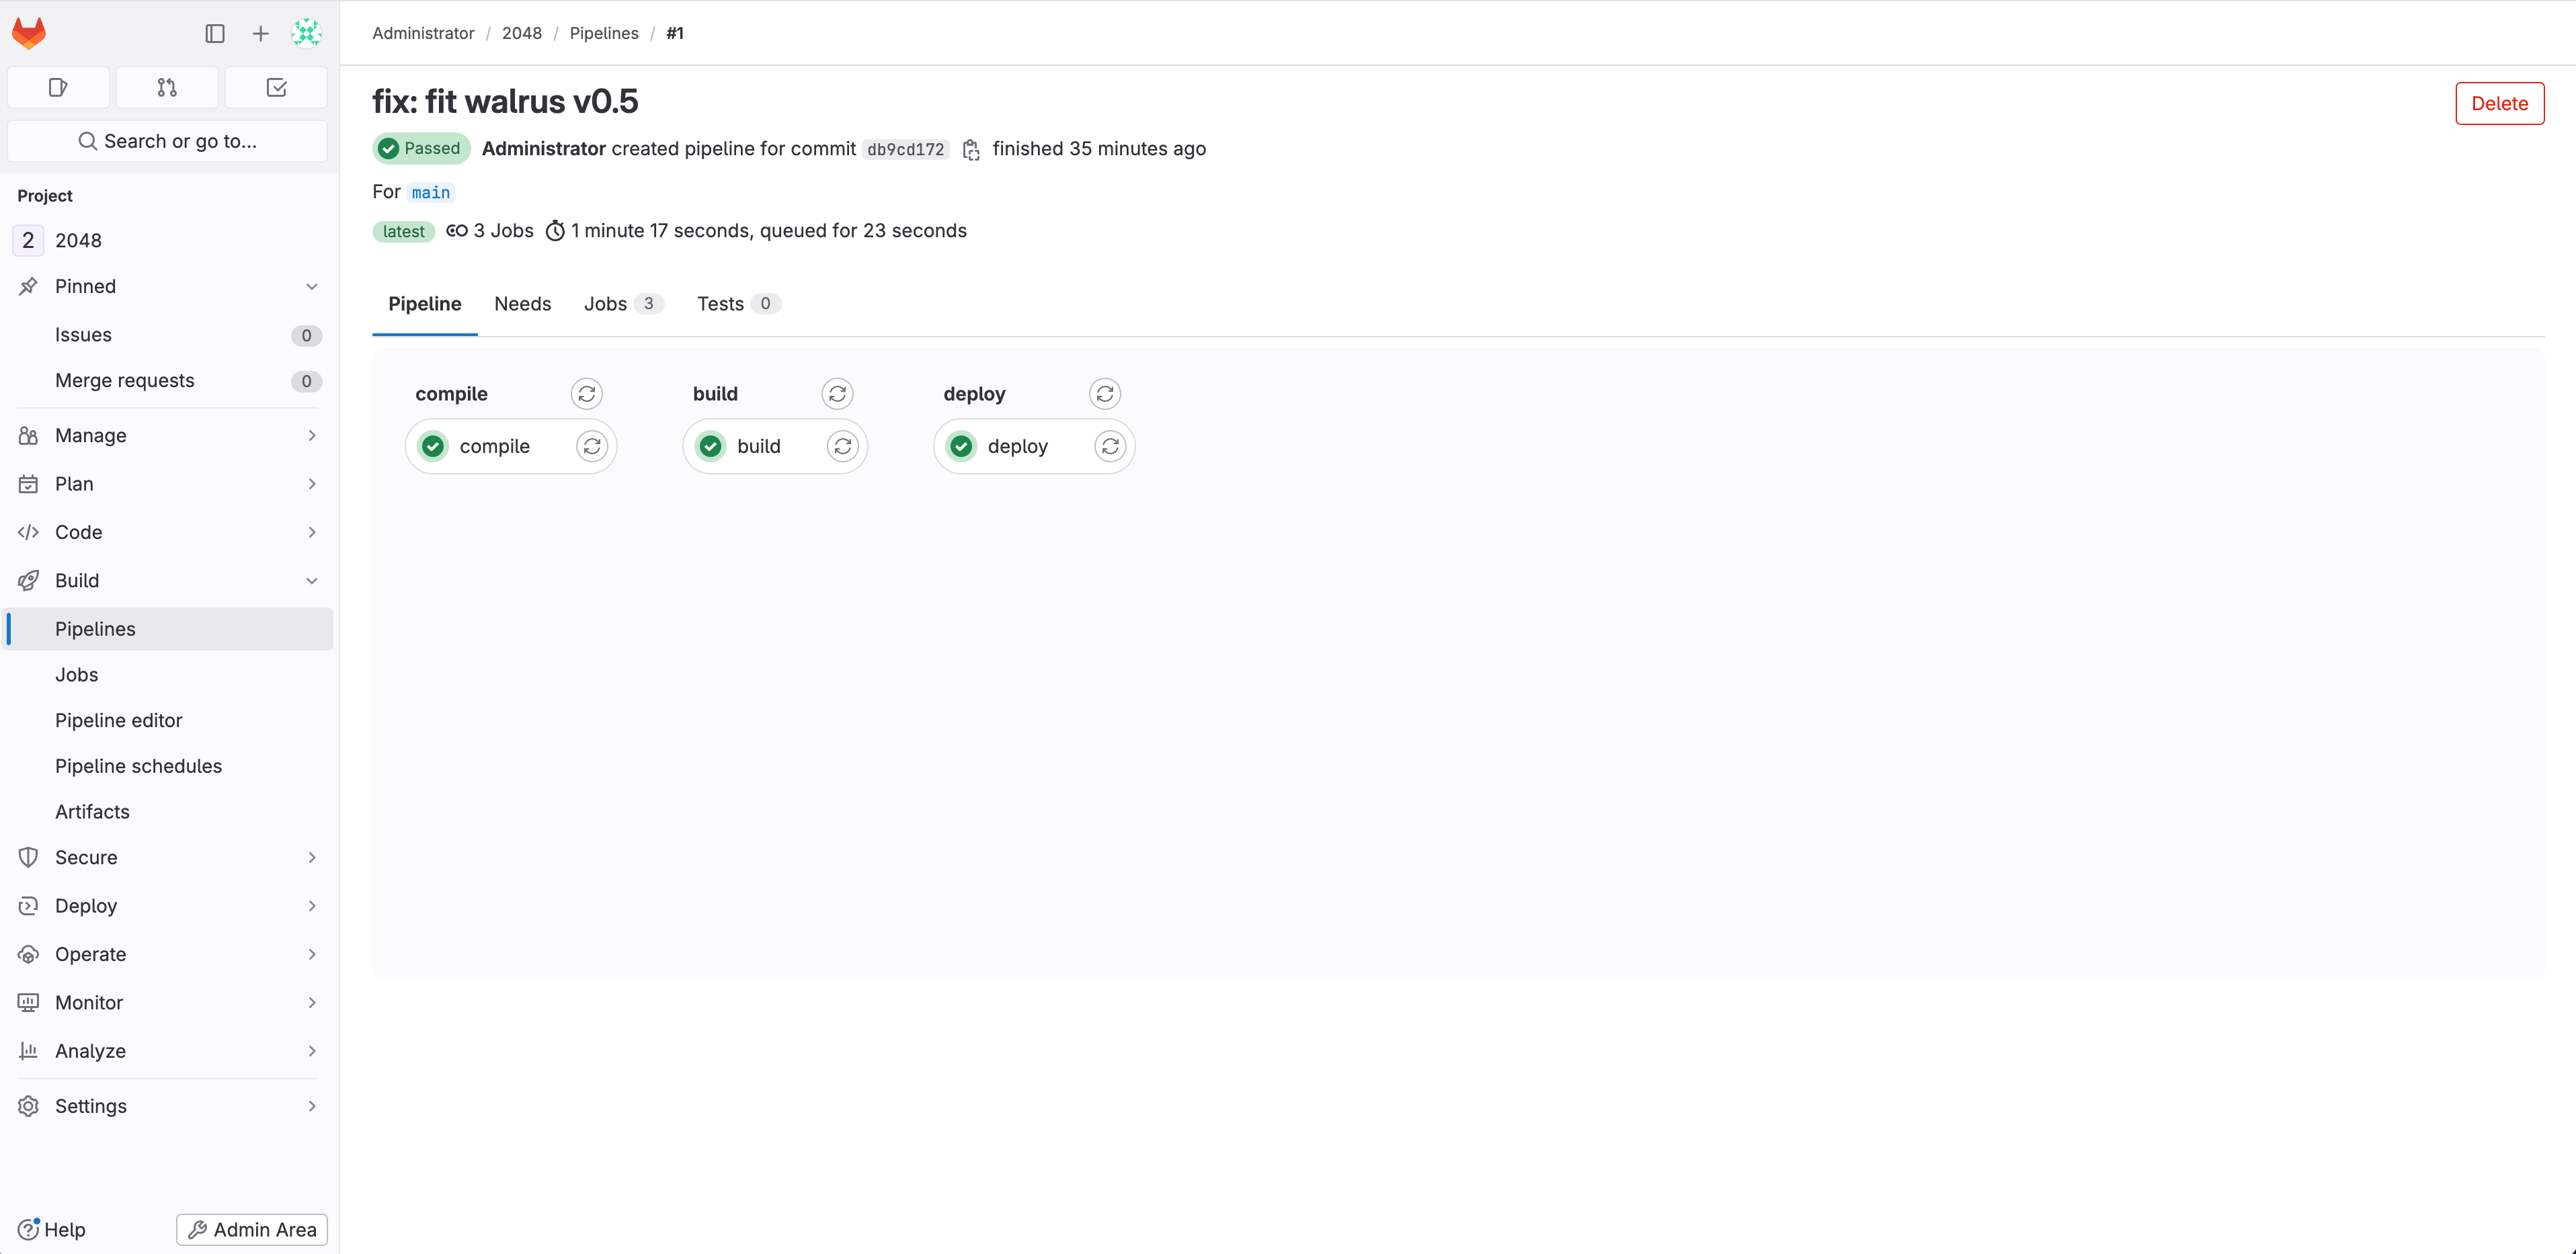 Administrator / 2048 / Pipelines / #1
Search or go to...
Project
2 2048
Pinned
Issues 0
Merge requests 0
Manage
Plan
Code
Build
Pipelines
Jobs
Pipeline editor
Pipeline schedules
Artifacts
Secure
Deploy
Operate
Monitor
Analyze
Settings
Help
Admin Area
fix: fit walrus v0.5
Delete
Passed Administrator created pipeline for commit db9cd172 finished 35 minutes ago
For main
latest 3 Jobs 1 minute 17 seconds, queued for 23 seconds
Pipeline Needs Jobs 3 Tests 0
compile build deploy
compile build deploy